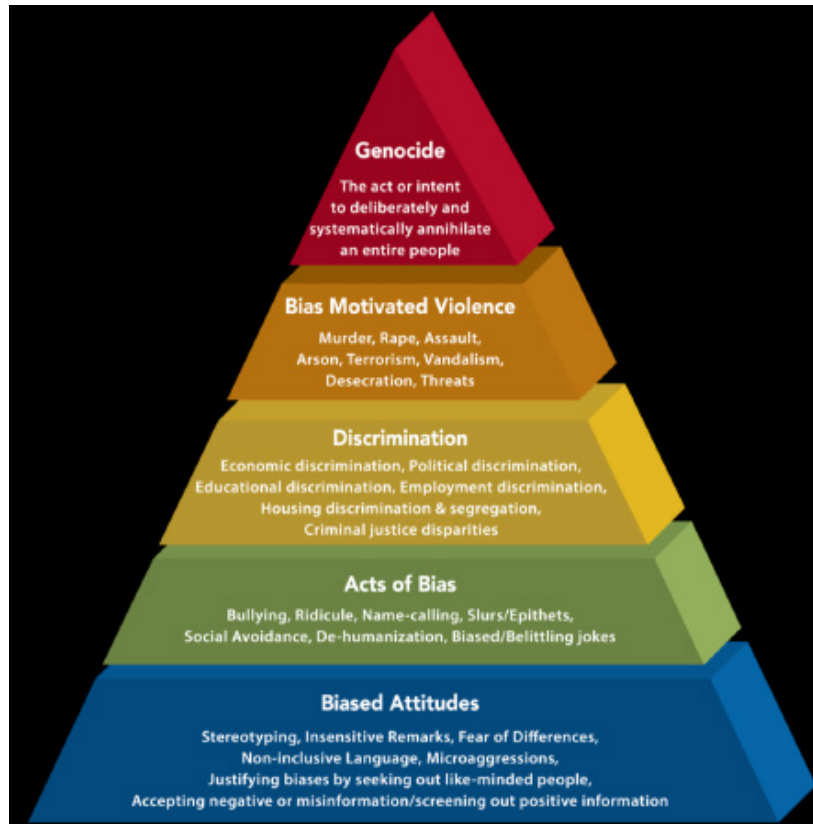 Genocide
The act or intent
to deliberately and
systematically annihilate
an entire people
Bias Motivated Violence
Murder, Rape, Assault,
Arson, Terrorism, Vandalism,
Desecration, Threats
Discrimination
Economic discrimination, Political discrimination,
Educational discrimination, Employment discrimination,
Housing discrimination & segregation,
Criminal justice disparities
Acts of Bias
Bullying, Ridicule, Name-calling, Slurs/Epithets,
Social Avoidance, De-humanization, Biased/Belittling jokes
Biased Attitudes
Stereotyping, Insensitive Remarks, Fear of Differences,
Non-inclusive Language, Microaggressions,
Justifying biases by seeking out like-minded people,
Accepting negative or misinformation/screening out positive information